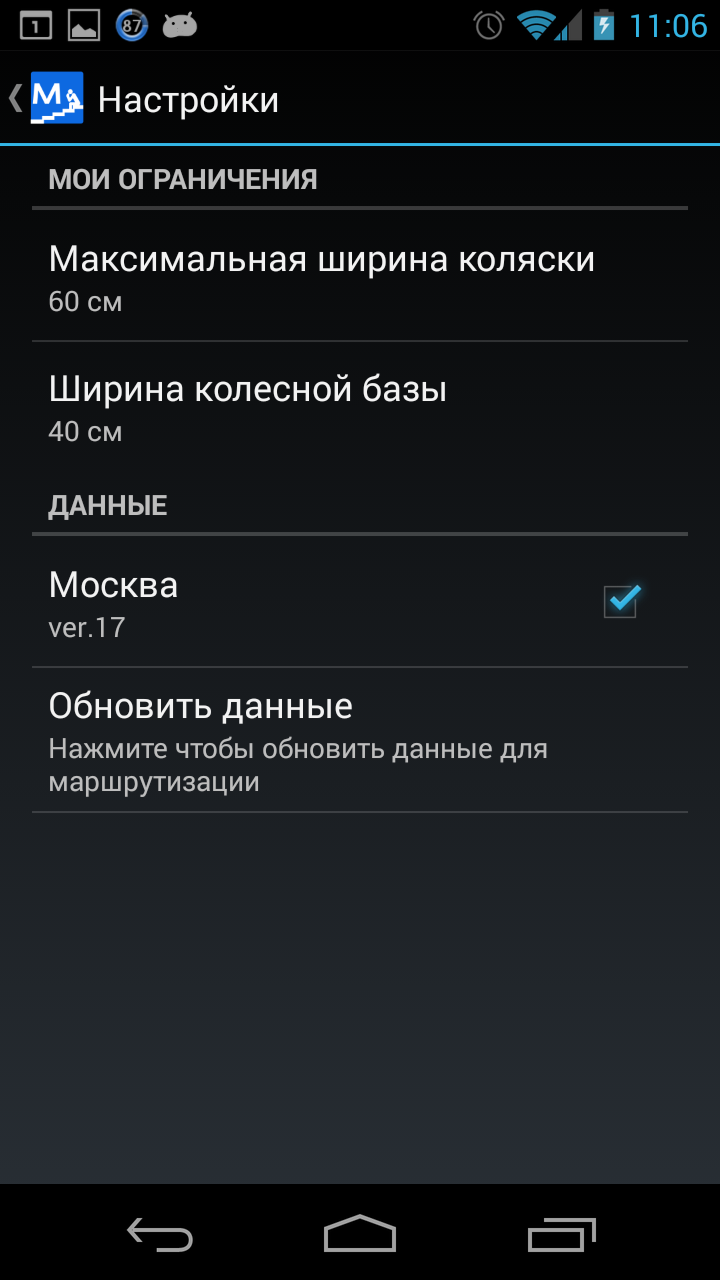 1 87 11:06
M Настройки
МОИ ОГРАНИЧЕНИЯ
Максимальная ширина коляски
60 см
Ширина колесной базы
40 см
ДАННЫЕ
Москва
ver.17
Обновить данные
Нажмите чтобы обновить данные для
маршрутизации